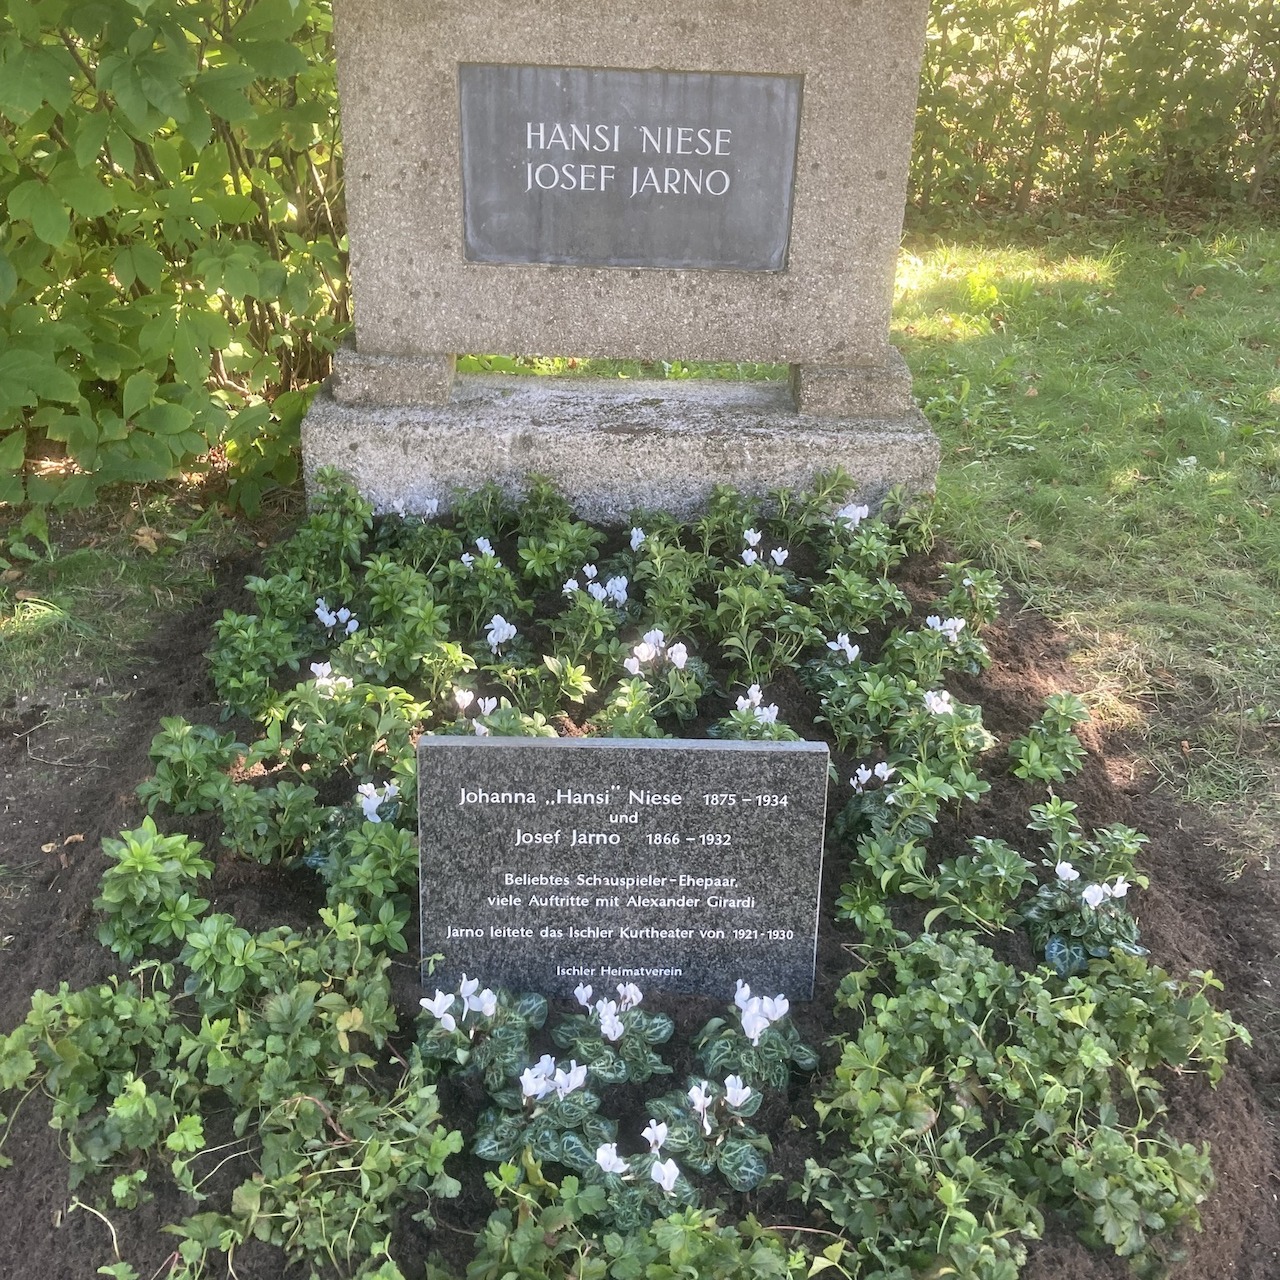 HANSI NIESE
JOSEF JARNO
Johanna „Hansi" Niese 1875 – 1934
und
Josef Jarno 1866 – 1932
Beliebtes Schauspieler-Ehepaar,
viele Auftritte mit Alexander Girardi
Jarno leitete das Ischler Kurtheater von 1921-1930
Ischler Heimatverein